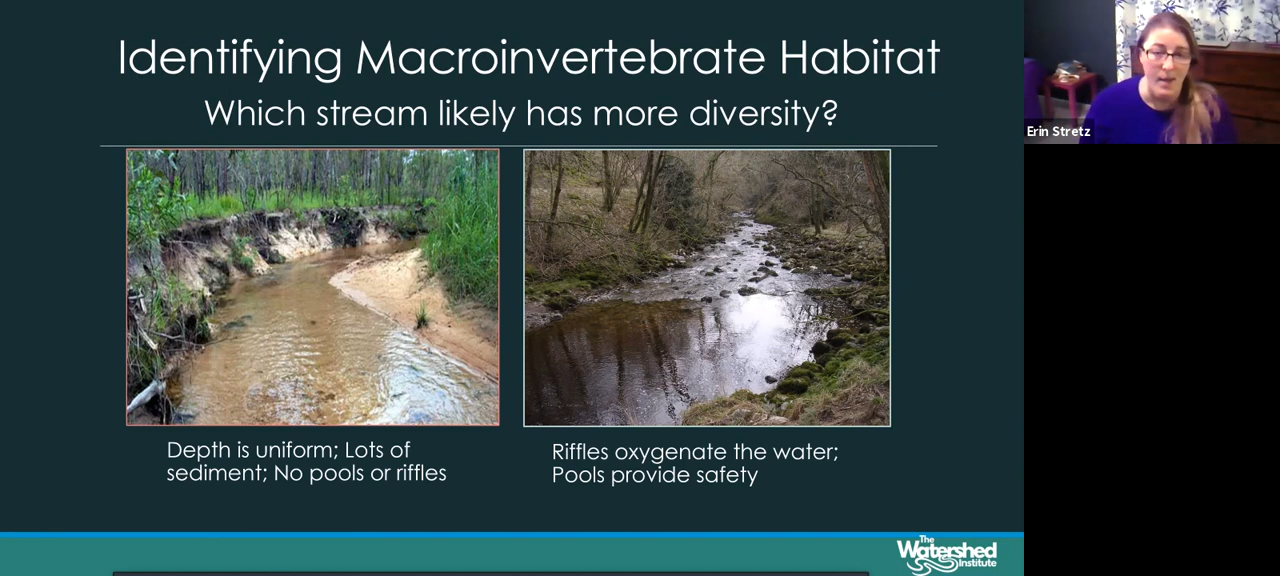 Identifying Macroinvertebrate Habitat
Which stream likely has more diversity?
Depth is uniform; Lots of
sediment; No pools or riffles
Riffles oxygenate the water;
Pools provide safety
The
Watershed
Institute
Erin Stretz